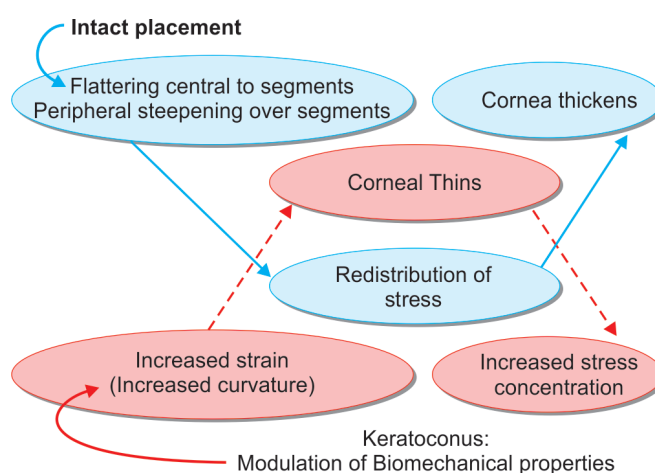 Intact placement
Flattering central to segments
Peripheral steepening over segments
Cornea thickens
Corneal Thins
Redistribution of
stress
Increased strain
(Increased curvature)
Increased stress
concentration
Keratoconus:
Modulation of Biomechanical properties